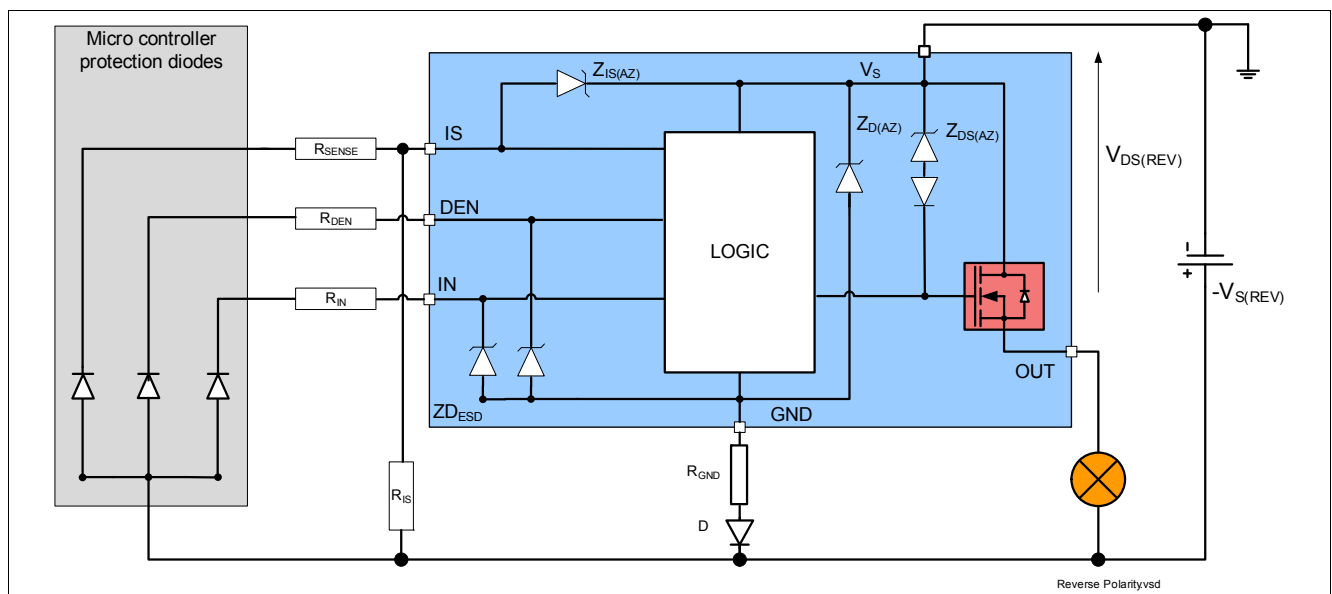 Micro controller
protection diodes
Z_IS(AZ)
V_S
Z_D(AZ)
Z_DS(AZ)
V_DS(REV)
IS
R_SENSE
DEN
R_DEN
LOGIC
IN
R_IN
-
+
-V_S(REV)
OUT
ZD_ESD
GND
R_GND
R_IS
D
Reverse Polarity.vsd